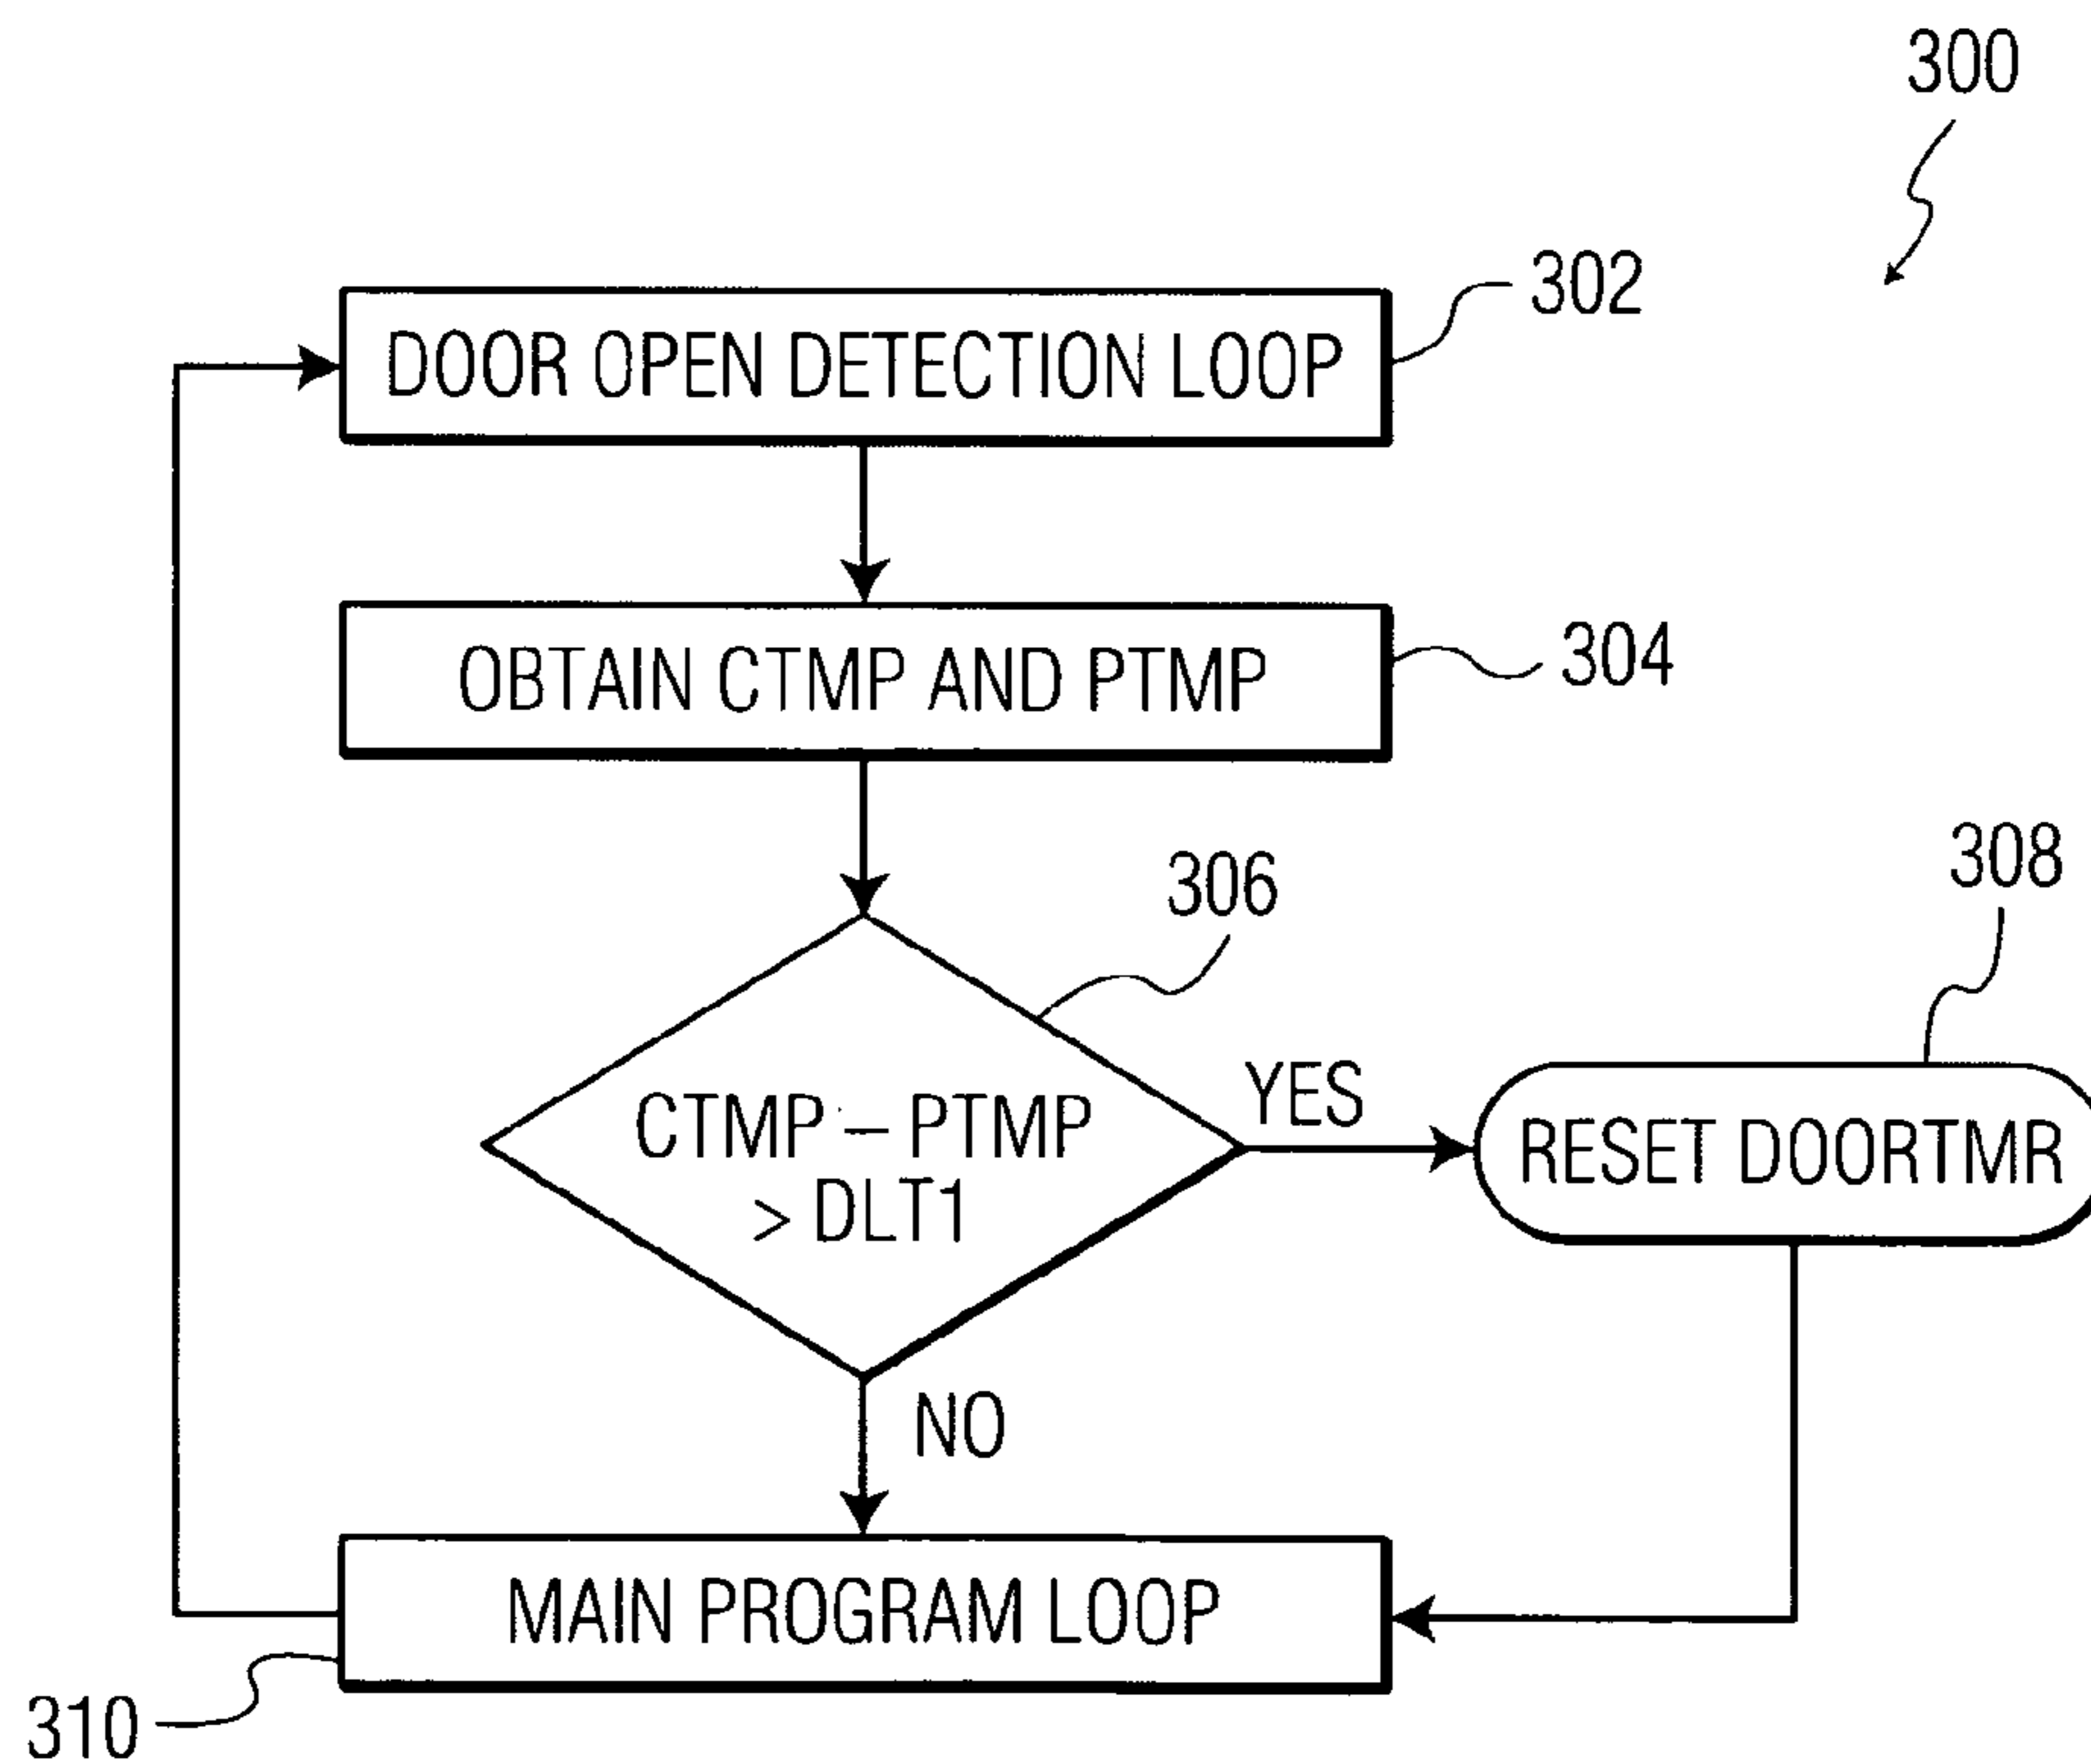 300
302
DOOR OPEN DETECTION LOOP
304
OBTAIN CTMP AND PTMP
306
308
CTMP – PTMP
> DLT1
YES
RESET DOORTMR
NO
MAIN PROGRAM LOOP
310